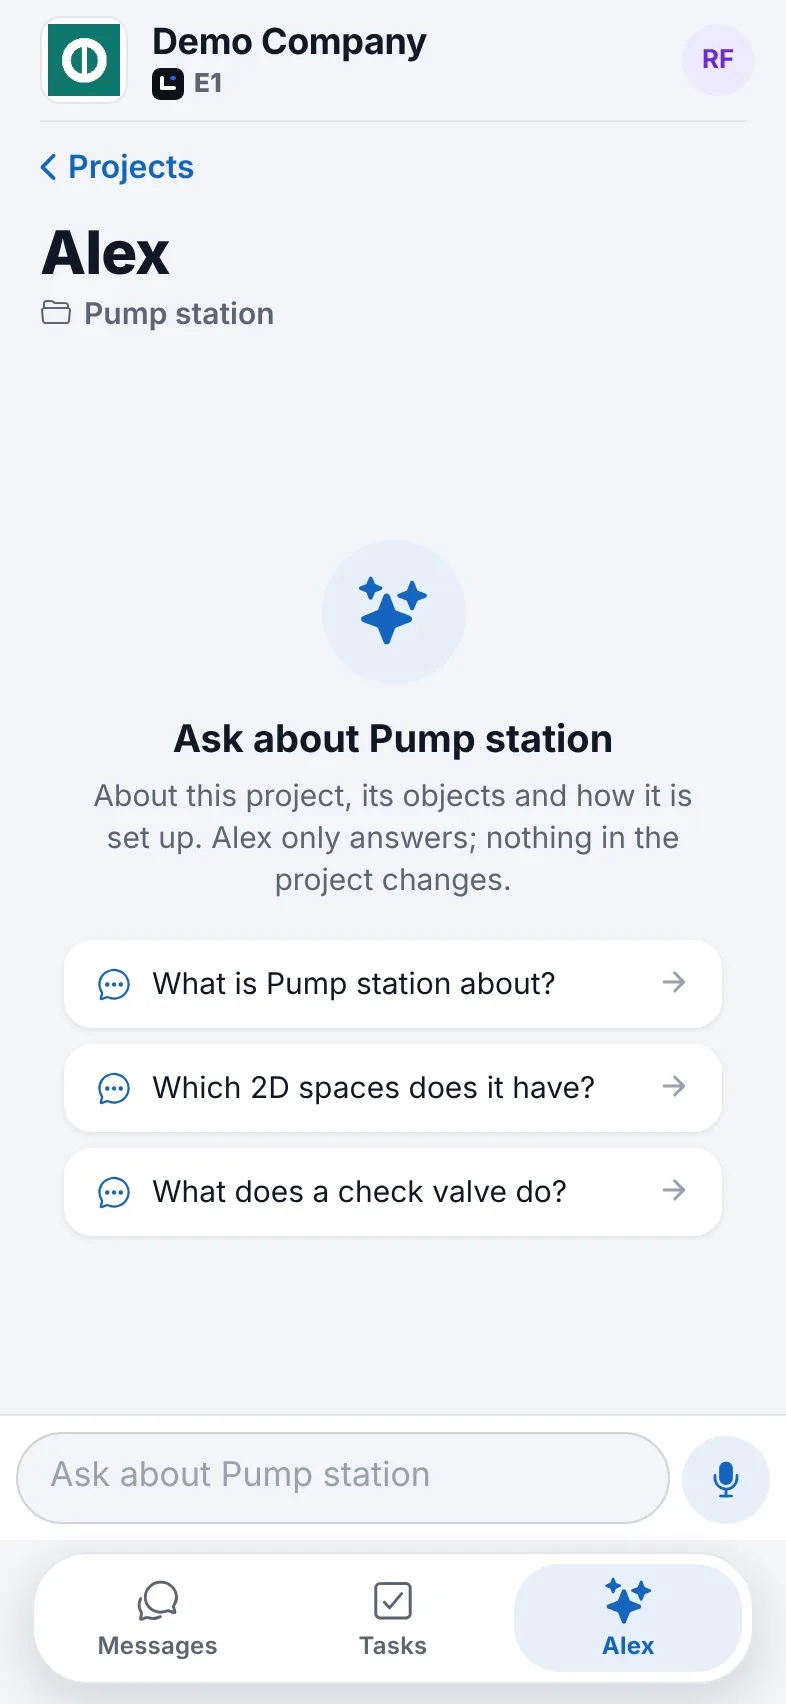 Demo Company
E1
RF
Projects
Alex
Pump station
Ask about Pump station
About this project, its objects and how it is
set up. Alex only answers; nothing in the
project changes.
What is Pump station about?
Which 2D spaces does it have?
What does a check valve do?
Ask about Pump station
Messages
Tasks
Alex